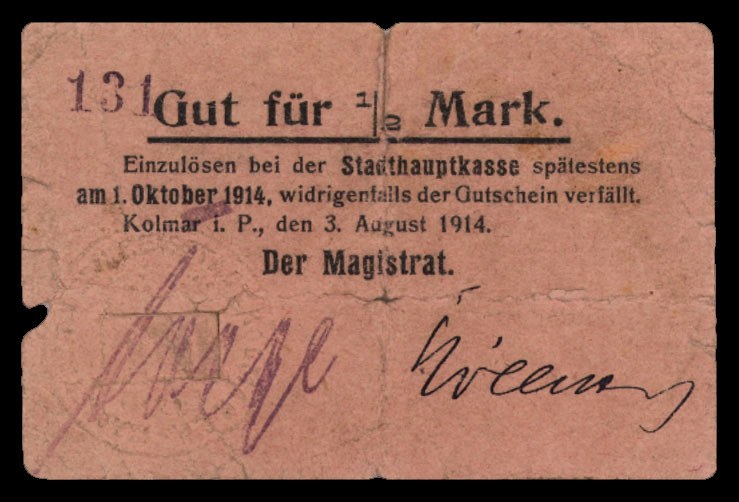 131
Gut für 1/2 Mark.
Einzulösen bei der Stadthauptkasse spätestens
am 1. Oktober 1914, widrigenfalls der Gutschein verfällt.
Kolmar i. P., den 3. August 1914.
Der Magistrat.